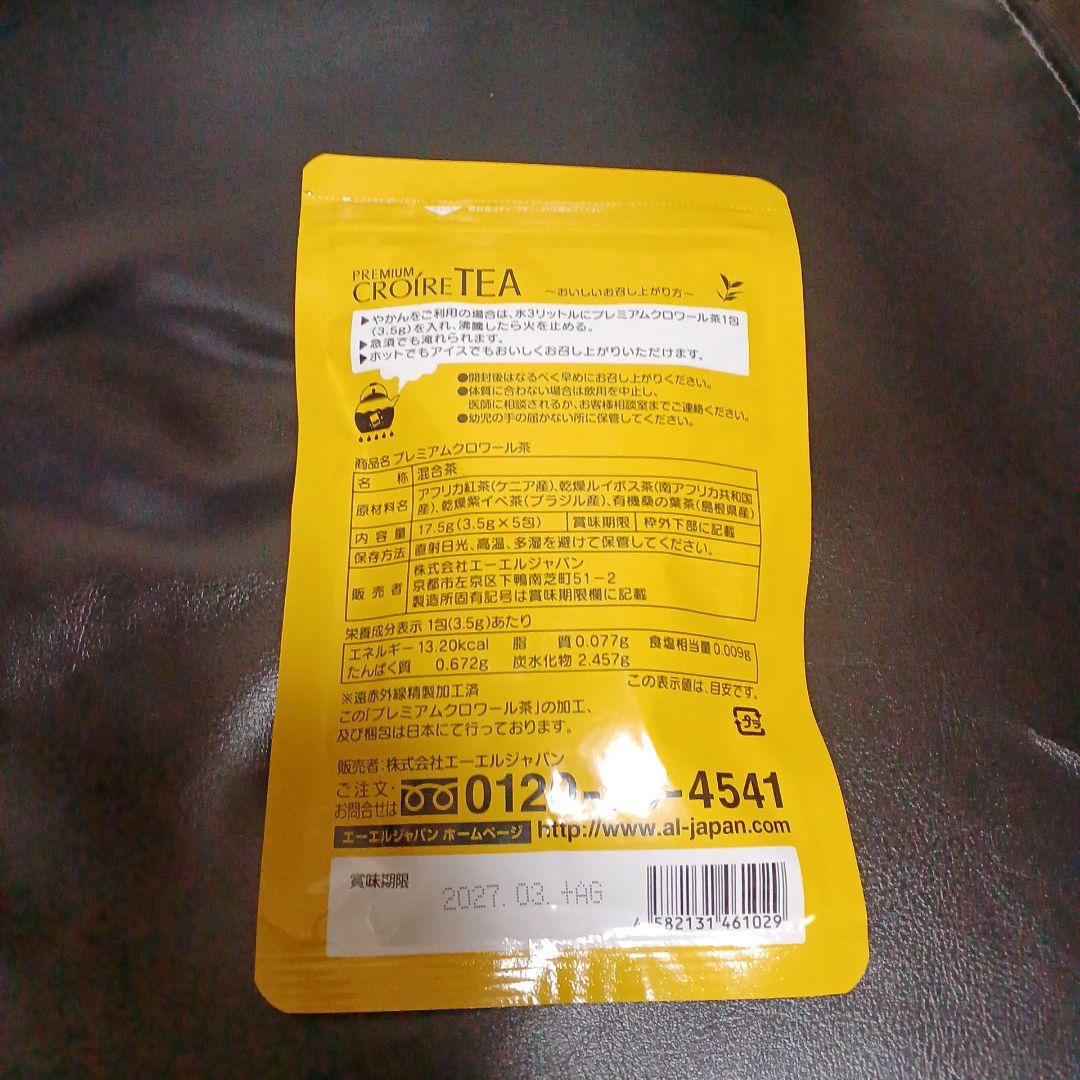 PREMIUM
CROÍRE TEA ～おいしいお召し上がり方～
▶やかんをご利用の場合は、水3リットルにプレミアムクロワール茶1包
(3.5g)を入れ、沸騰したら火を止める。
▶急須でも淹れられます。
▶ホットでもアイスでもおいしくお召し上がりいただけます。
●開封後はなるべく早めにお召し上がりください。
●体質に合わない場合は飲用を中止し、
医師に相談されるか、お客様相談室までご連絡ください。
●幼児の手の届かない所に保管してください。
商品名 プレミアムクロワール茶
名 称 混合茶
原材料名 アフリカ紅茶(ケニア産)、乾燥ルイボス茶(南アフリカ共和国
産)、乾燥紫イペ茶(ブラジル産)、有機桑の葉茶(島根県産)
内 容 量 17.5g(3.5g×5包) 賞味期限 枠外下部に記載
保存方法 直射日光、高温、多湿を避けて保管してください。
販 売 者 株式会社エーエルジャパン
京都市左京区下鴨南芝町51-2
製造所固有記号は賞味期限欄に記載
栄養成分表示 1包(3.5g)あたり
エネルギー 13.20kcal 脂 質 0.077g 食塩相当量 0.009g
たんぱく質 0.672g 炭水化物 2.457g
この表示値は、目安です。
※遠赤外線精製加工済
この「プレミアムクロワール茶」の加工、
及び梱包は日本にて行っております。
プラ
販売者:株式会社エーエルジャパン
ご注文・
お問合せは 0120- -4541
エーエルジャパン ホームページ http://www.al-japan.com
賞味期限 2027.03.+AG
4 582131 461029